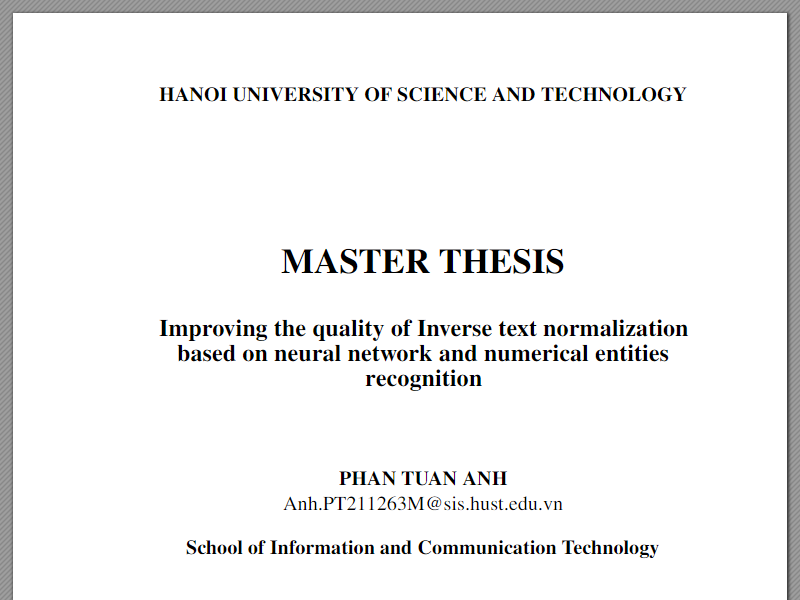 HANOI UNIVERSITY OF SCIENCE AND TECHNOLOGY
MASTER THESIS
Improving the quality of Inverse text normalization
based on neural network and numerical entities
recognition
PHAN TUAN ANH
Anh.PT211263M@sis.hust.edu.vn
School of Information and Communication Technology